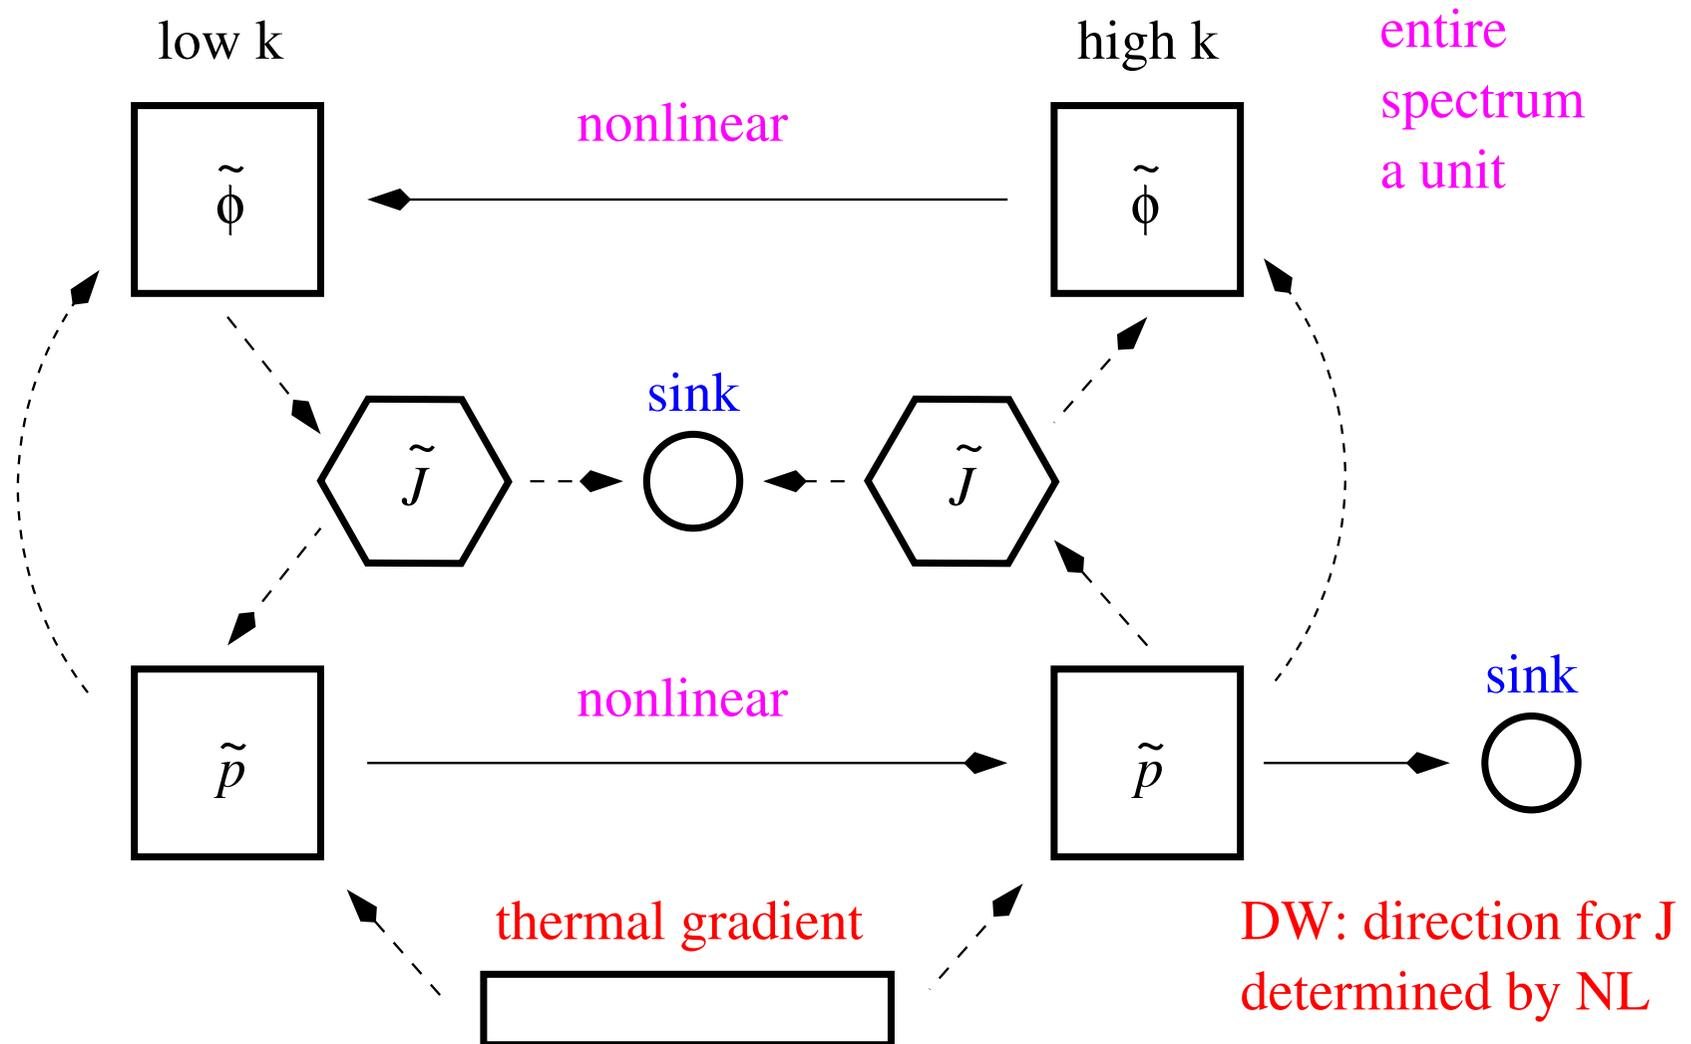 low k
high k
entire
spectrum
a unit
nonlinear
ϕ̃
ϕ̃
sink
J̃
J̃
nonlinear
sink
p̃
p̃
thermal gradient
DW: direction for J
determined by NL